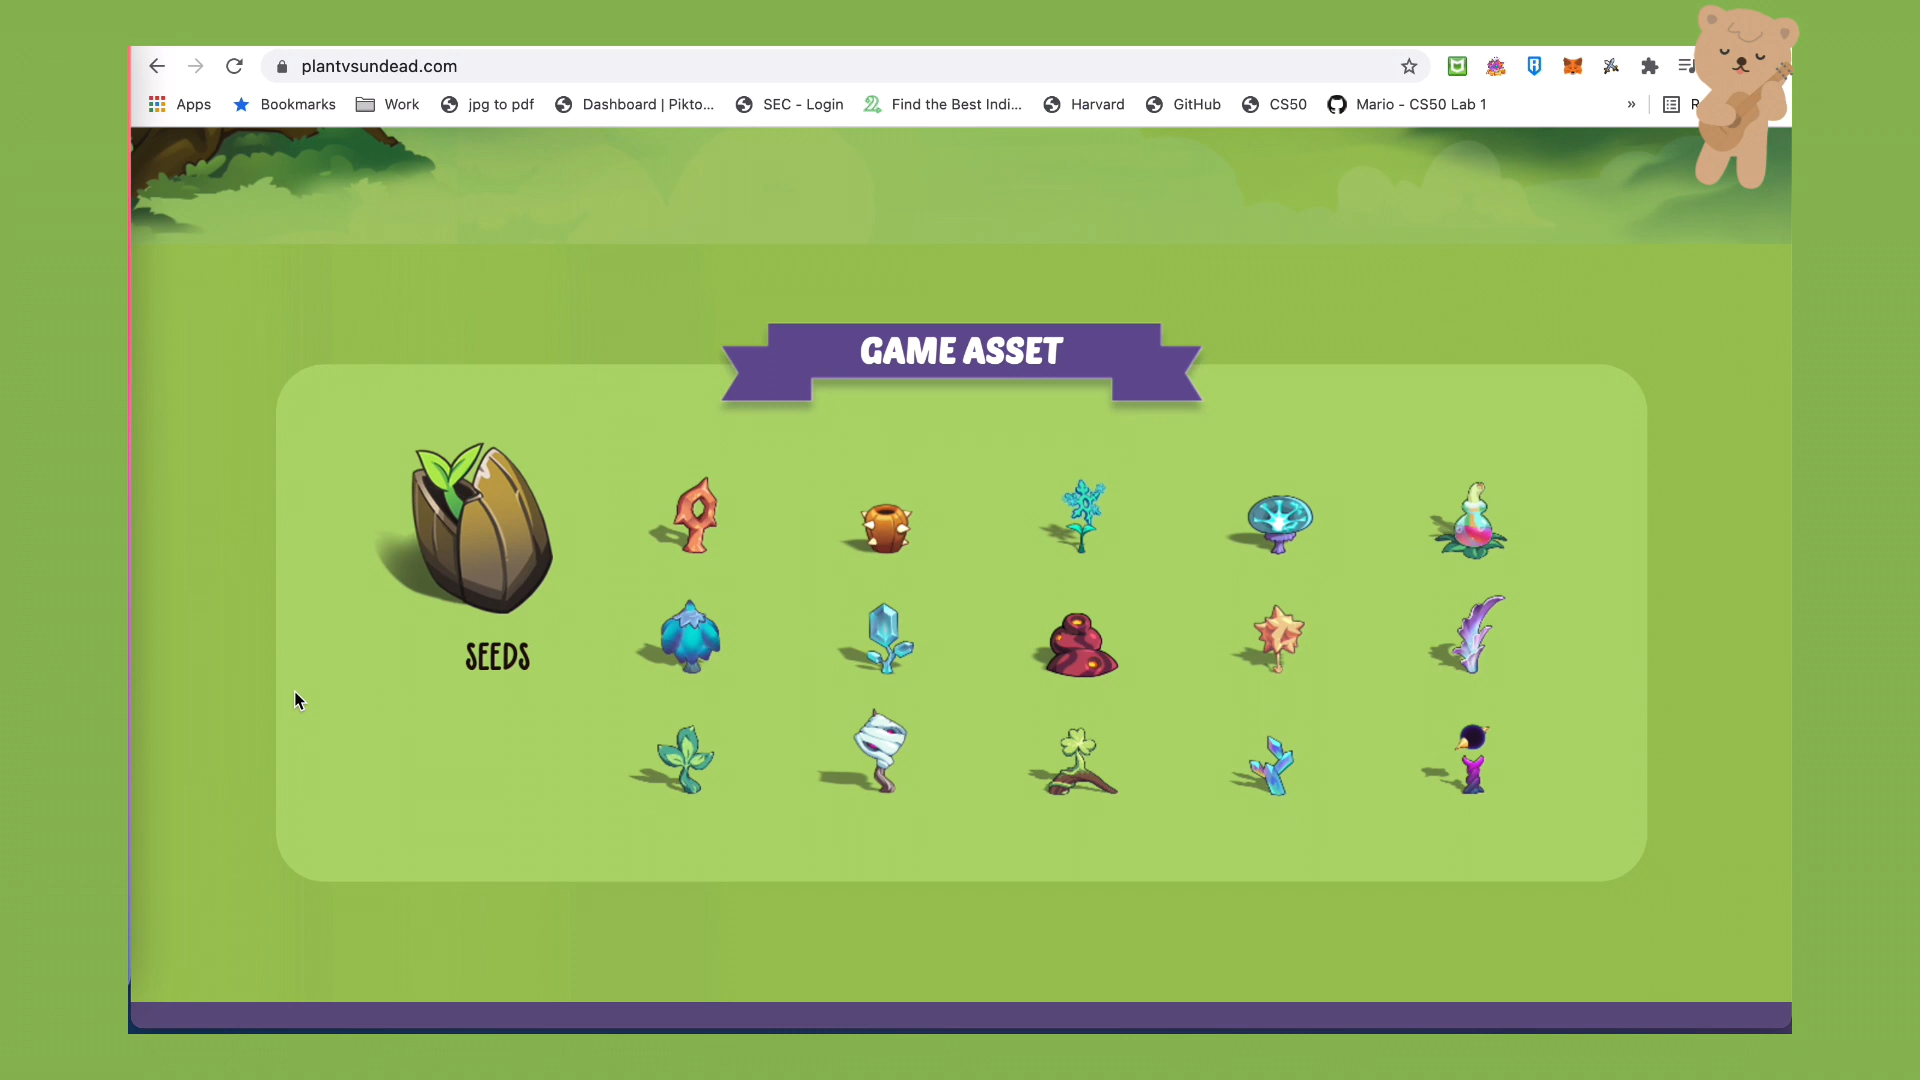 plantvsundead.com
Apps Bookmarks Work jpg to pdf Dashboard | Pikto... SEC - Login Find the Best Indi... Harvard GitHub CS50 Mario - CS50 Lab 1 » R
GAME ASSET
SEEDS